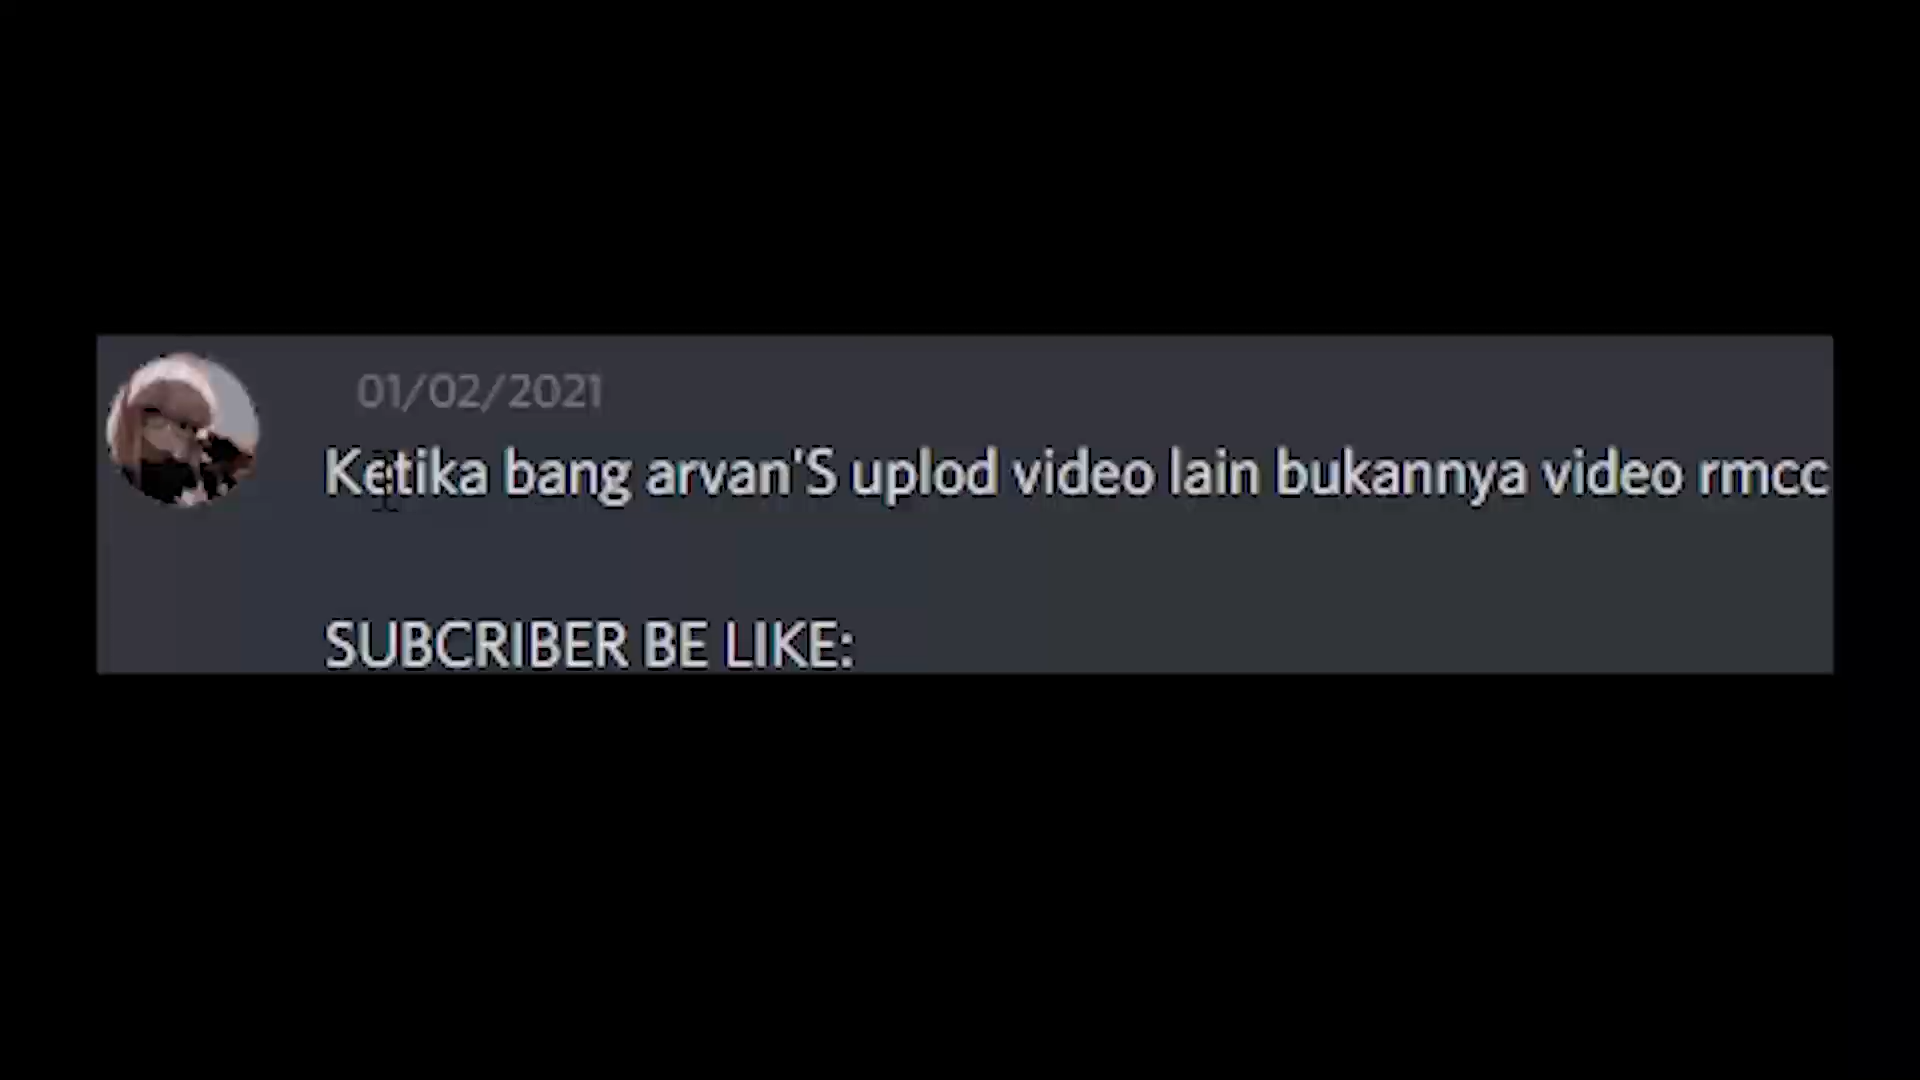 01/02/2021
Ketika bang arvan'S uplod video lain bukannya video rmcc
SUBCRIBER BE LIKE: